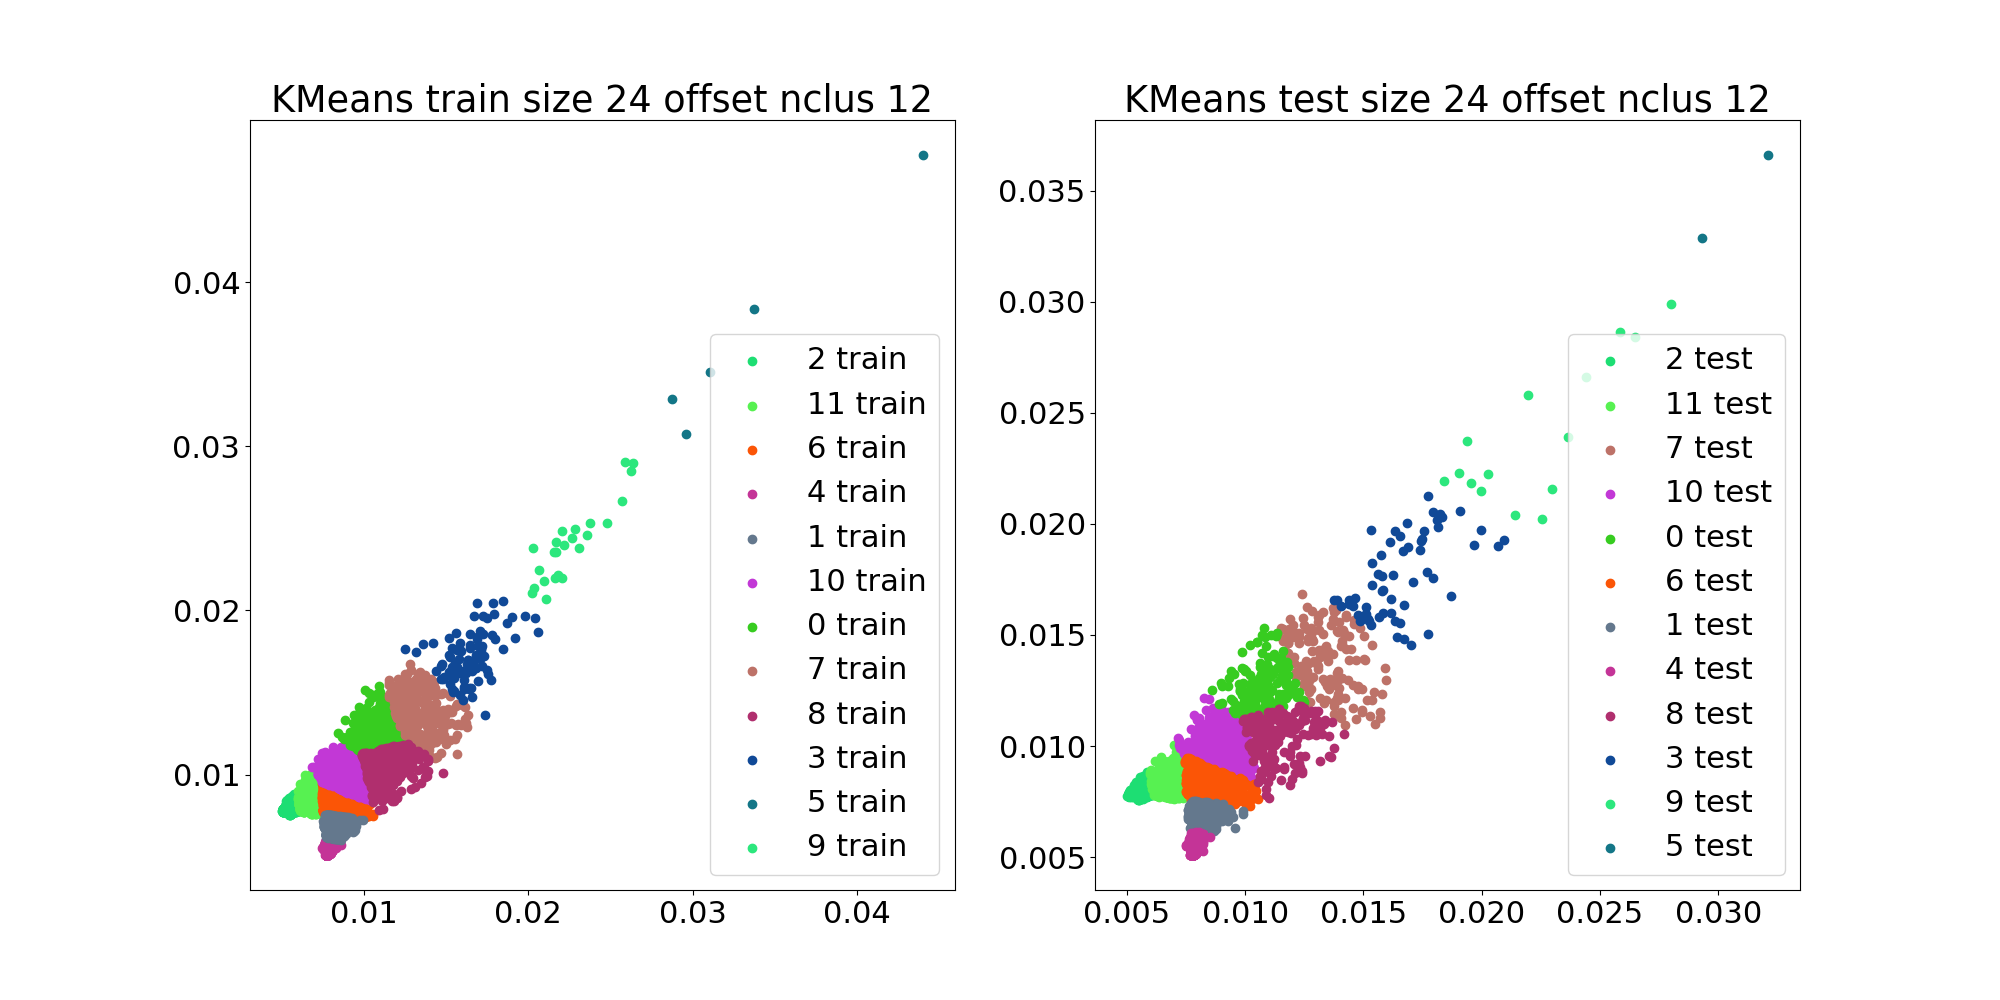 KMeans train size 24 offset nclus 12
0.04
0.03
0.02
0.01
0.01 0.02 0.03 0.04
2 train
11 train
6 train
4 train
1 train
10 train
0 train
7 train
8 train
3 train
5 train
9 train
KMeans test size 24 offset nclus 12
0.035
0.030
0.025
0.020
0.015
0.010
0.005
0.005 0.010 0.015 0.020 0.025 0.030
2 test
11 test
7 test
10 test
0 test
6 test
1 test
4 test
8 test
3 test
9 test
5 test